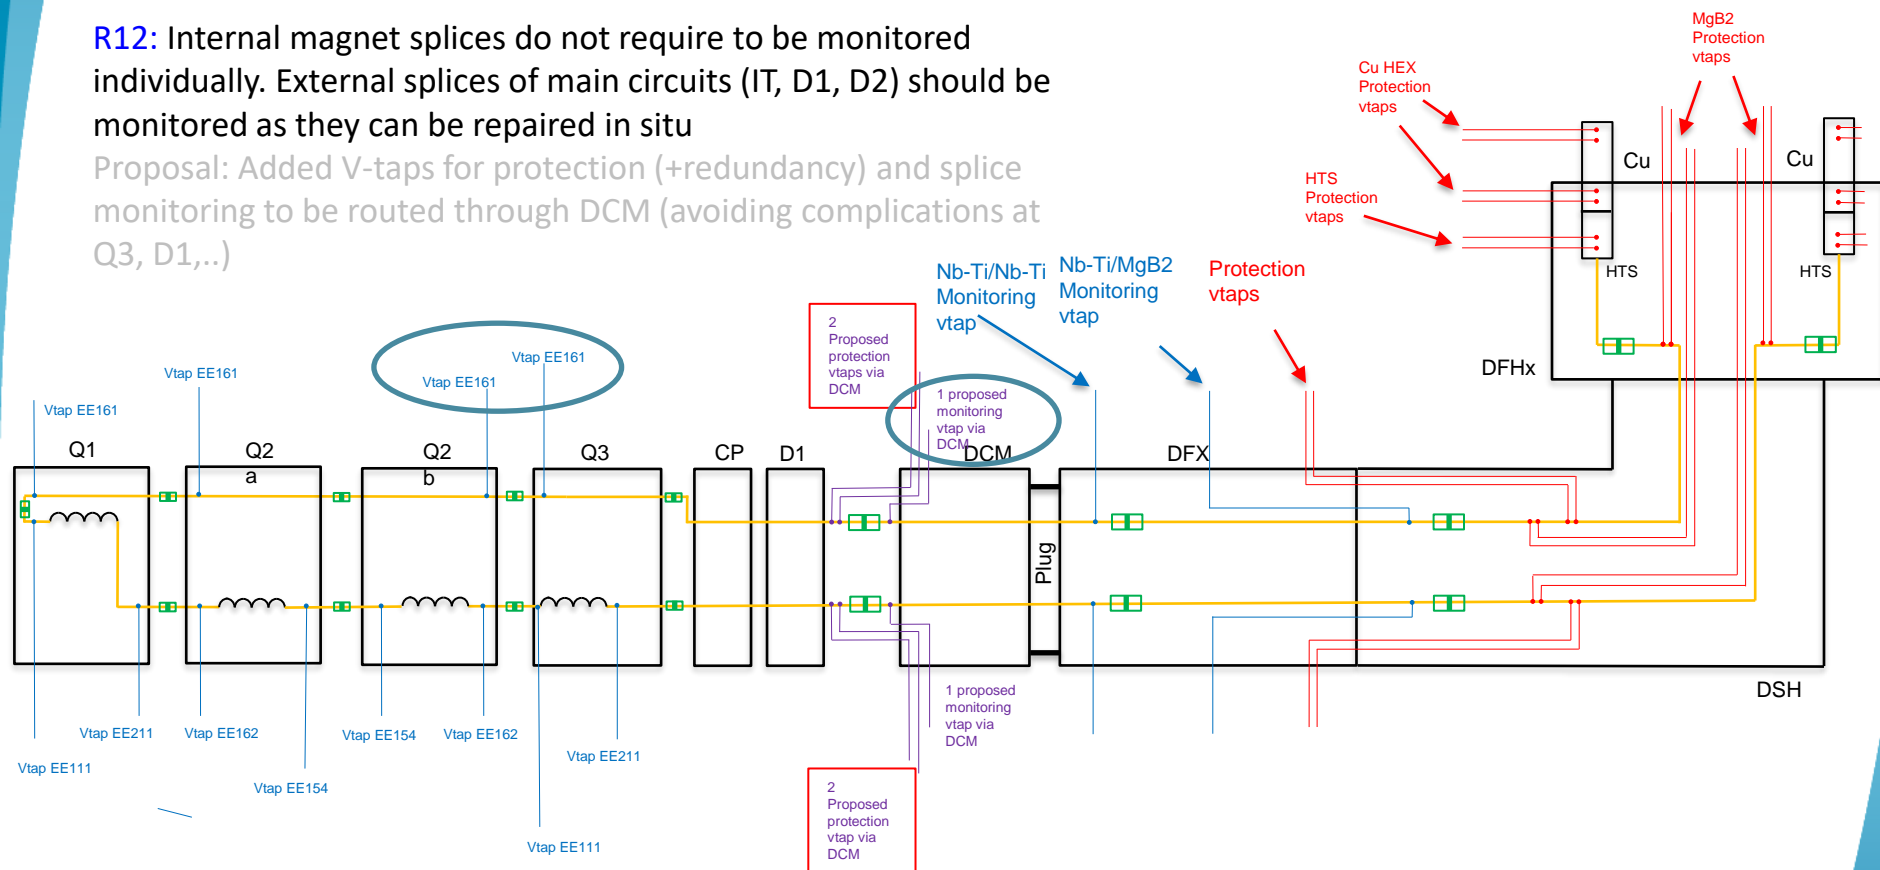 R12: Internal magnet splices do not require to be monitored
individually. External splices of main circuits (IT, D1, D2) should be
monitored as they can be repaired in situ
Proposal: Added V-taps for protection (+redundancy) and splice
monitoring to be routed through DCM (avoiding complications at
Q3, D1,..)
MgB2
Protection
vtaps
Cu HEX
Protection
vtaps
Cu
Cu
HTS
Protection
vtaps
HTS
HTS
Nb-Ti/Nb-Ti
Monitoring
vtap
Nb-Ti/MgB2
Monitoring
vtap
Protection
vtaps
DFHx
2
Proposed
protection
vtaps via
DCM
1 proposed
monitoring
vtap via
DCM
Vtap EE161
Vtap EE161
Vtap EE161
Vtap EE161
Q1
Q2
a
Q2
b
Q3
CP
D1
DCM
DFX
Plug
DSH
Vtap EE211
Vtap EE162
Vtap EE154
Vtap EE162
Vtap EE211
Vtap EE111
Vtap EE154
Vtap EE111
1 proposed
monitoring
vtap via
DCM
2
Proposed
protection
vtap via
DCM